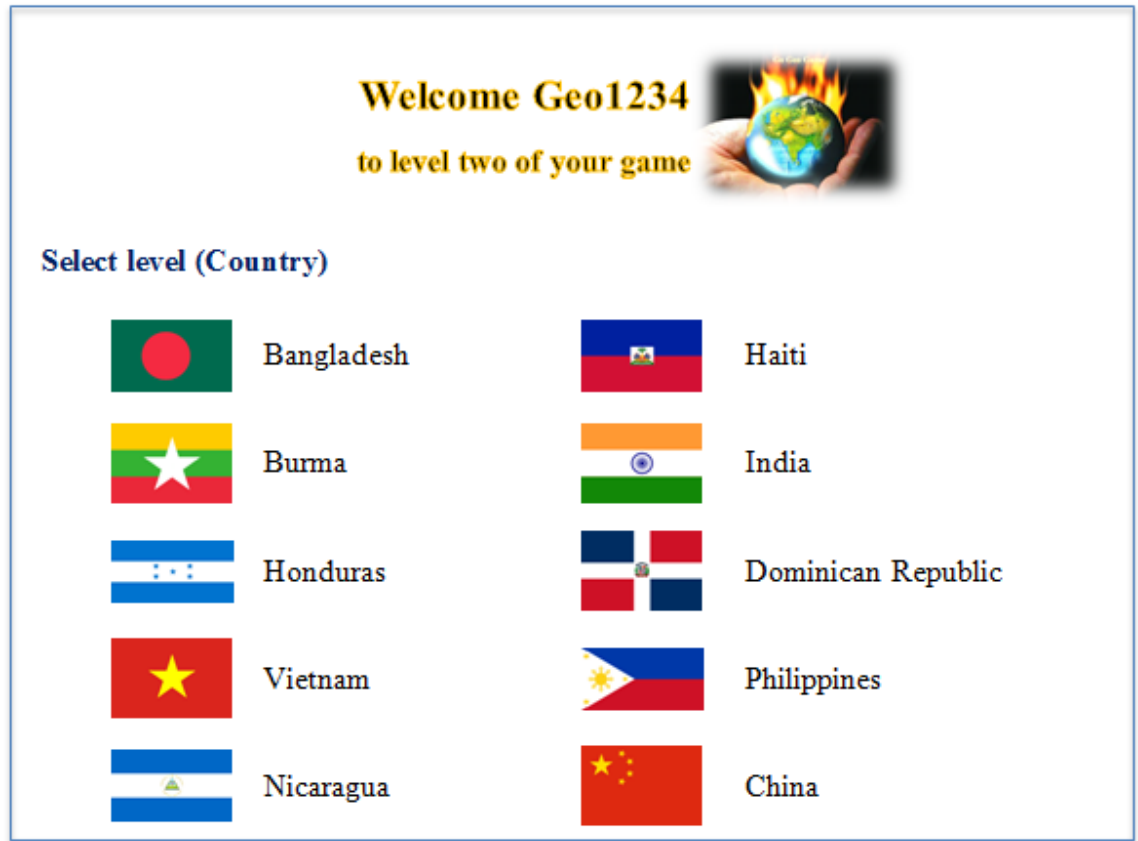 Welcome Geo1234
to level two of your game
Select level (Country)
Bangladesh
Haiti
Burma
India
Honduras
Dominican Republic
Vietnam
Philippines
Nicaragua
China